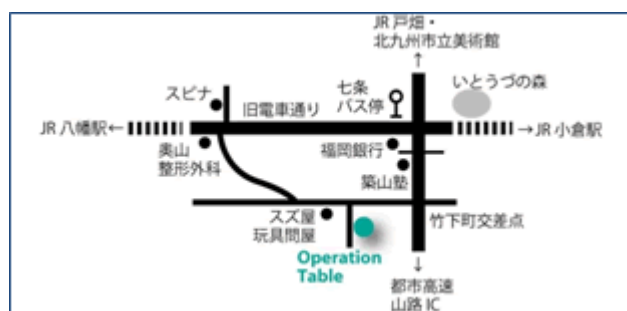 JR 戸畑・
北九州市立美術館
↑
七条
バス停
いとうづの森
スピナ
旧電車通り
JR 八幡駅←
→JR 小倉駅
奥山
整形外科
福岡銀行
築山塾
スズ屋
玩具問屋
竹下町交差点
Operation
Table
↓
都市高速
山路 IC